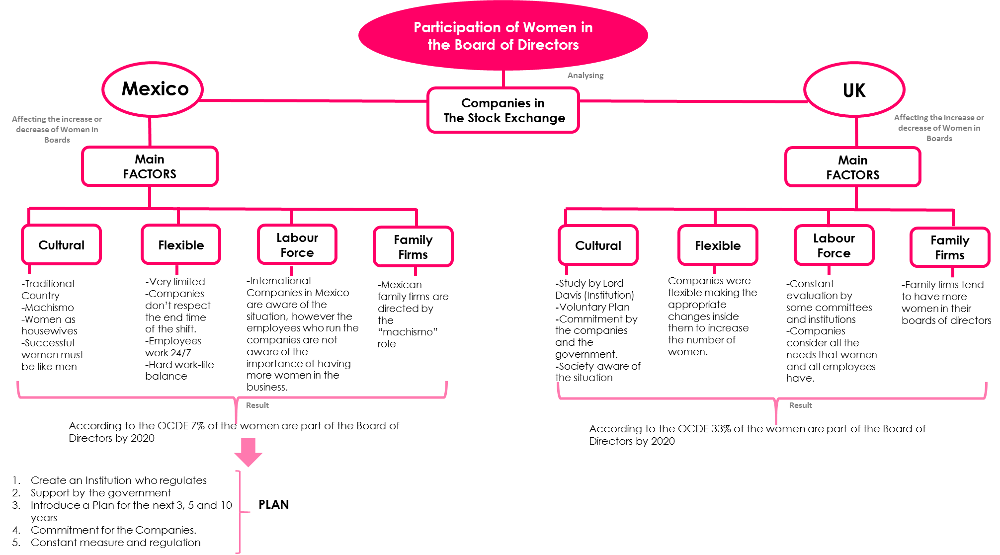 Participation of Women in
the Board of Directors
Analysing
Companies in
The Stock Exchange
Mexico
Affecting the increase or
decrease of Women in
Boards
Main
FACTORS
Cultural
-Traditional
Country
-Machismo
-Women as
housewives
-Successful
women must
be like men
Flexible
-Very limited
-Companies
don't respect
the end time
of the shift.
-Employees
work 24/7
-Hard work-life
balance
Labour
Force
-International
Companies in Mexico
are aware of the
situation, however the
employees who run the
companies are not
aware of the
importance of having
more women in the
business.
Family
Firms
-Mexican
family firms are
directed by
the
“machismo”
role
Result
According to the OCDE 7% of the women are part of the Board of
Directors by 2020
1. Create an Institution who regulates
2. Support by the government
3. Introduce a Plan for the next 3, 5 and 10
years
4. Commitment for the Companies.
5. Constant measure and regulation
PLAN
UK
Affecting the increase or
decrease of Women in
Boards
Main
FACTORS
Cultural
-Study by Lord
Davis (Institution)
-Voluntary Plan
-Commitment by
the companies
and the
government.
-Society aware of
the situation
Flexible
Companies were
flexible making the
appropriate
changes inside
them to increase
the number of
women.
Labour
Force
-Constant
evaluation by
some committees
and institutions
-Companies
consider all the
needs that women
and all employees
have.
Family
Firms
-Family firms tend
to have more
women in their
boards of directors
Result
According to the OCDE 33% of the women are part of the Board of
Directors by 2020